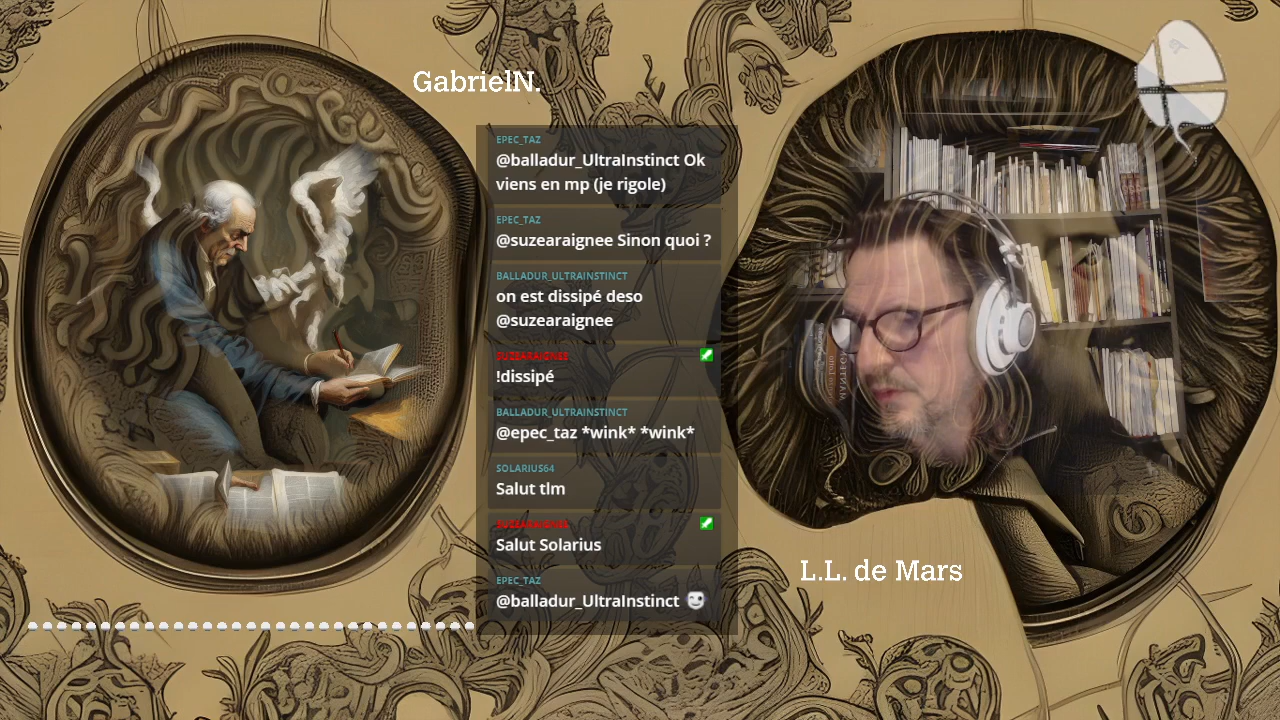 GabrielN.
EPEC_TAZ
@balladur_UltraInstinct Ok
viens en mp (je rigole)
EPEC_TAZ
@suzearaignee Sinon quoi ?
BALLADUR_ULTRAINSTINCT
on est dissipé deso
@suzearaignee
SUZEARAIGNEE
!dissipé
BALLADUR_ULTRAINSTINCT
@epec_taz *wink* *wink*
SOLARIUS64
Salut tlm
SUZEARAIGNEE
Salut Solarius
EPEC_TAZ
@balladur_UltraInstinct
L.L. de Mars